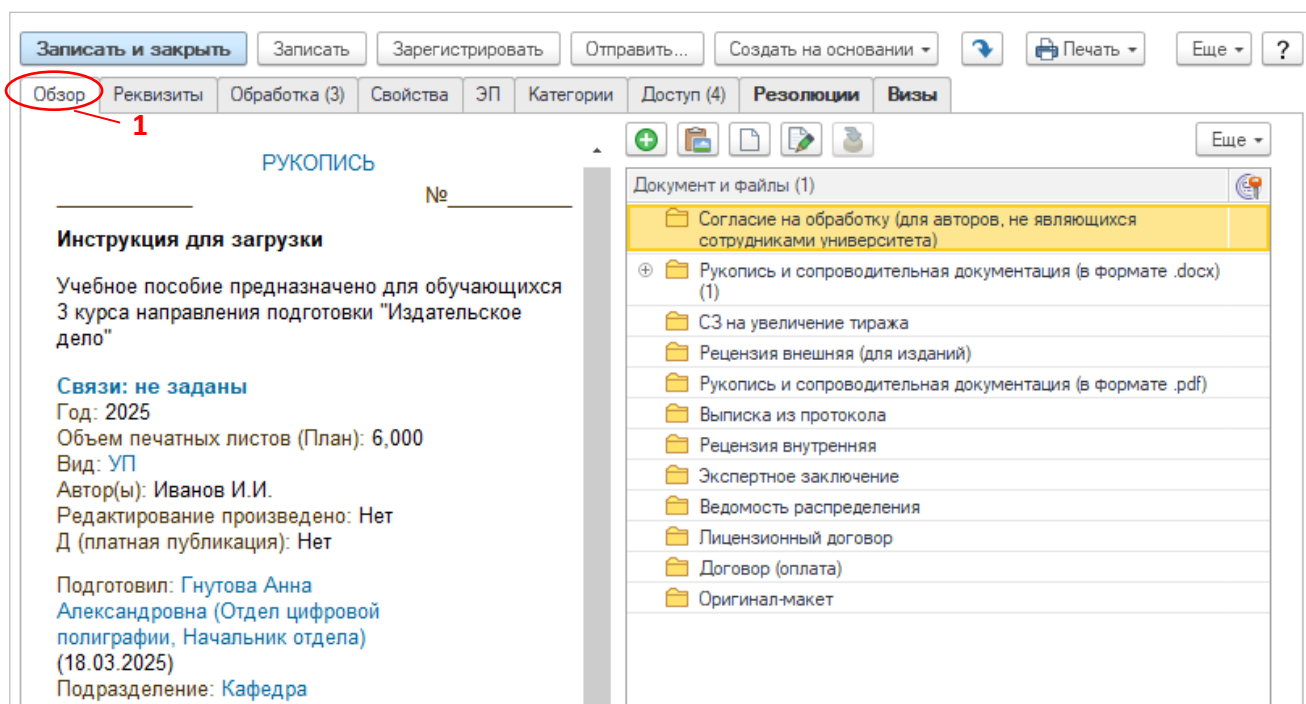 Записать и закрыть Записать Зарегистрировать Отправить... Создать на основании Печать Еще ?
Обзор Реквизиты Обработка (3) Свойства ЭП Категории Доступ (4) Резолюции Визы
1
РУКОПИСЬ
____________ №___________
Инструкция для загрузки
Учебное пособие предназначено для обучающихся
3 курса направления подготовки "Издательское
дело"
Связи: не заданы
Год: 2025
Объем печатных листов (План): 6,000
Вид: УП
Автор(ы): Иванов И.И.
Редактирование произведено: Нет
Д (платная публикация): Нет
Подготовил: Гнутова Анна
Александровна (Отдел цифровой
полиграфии, Начальник отдела)
(18.03.2025)
Подразделение: Кафедра
Еще
Документ и файлы (1)
Согласие на обработку (для авторов, не являющихся
сотрудниками университета)
Рукопись и сопроводительная документация (в формате .docx)
(1)
СЗ на увеличение тиража
Рецензия внешняя (для изданий)
Рукопись и сопроводительная документация (в формате .pdf)
Выписка из протокола
Рецензия внутренняя
Экспертное заключение
Ведомость распределения
Лицензионный договор
Договор (оплата)
Оригинал-макет